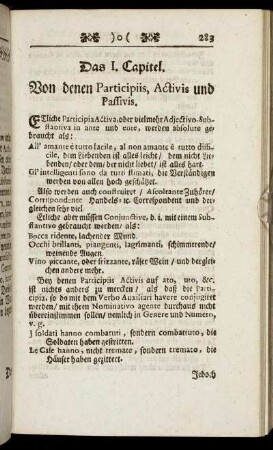 )o( 283
Das I. Capitel.
Von denen Participiis, Activis und
Passivis.
ETliche Participia Activa, oder vielmehr Adjectivo-sub-
stantiva in ante und ente, werden absolute ge-
braucht als:
All' amante è tutto facile, al non amante è tutto diffi-
cile, dem Liebenden ist alles leicht/ dem nicht Lie-
benden/ oder dem/ der nicht liebet/ ist alles hart.
Gl' intelligenti sono da tutti stimati, die Verständigen
werden von allen hoch geschätzet.
Also werden auch construiret/ Ascoltante Zuhörer/
Corrispondente Handels- ꝛc. Correspondent und der-
gleichen sehr viel.
Etliche aber müssen Conjunctivè, d. i. mit einem Sub-
stantivo gebraucht werden/ als:
Bocca ridente, lachender Mund.
Occhi brillanti, piangenti, lagrimanti, schimmerende/
weinende Augen.
Vino piccante, oder frizzante, räser Wein/ und derglei-
chen andere mehr.
Bey denen Participiis Activis auf ato, uto, &c.
ist nichts anders zu mercken/ als daß die Parti-
cipia, so mit dem Verbo Auxiliari havere conjugiret
werden/ mit ihrem Nominativo agente durchaus nicht
übereinstimmen sollen/ nemlich in Genere und Numero,
v. g.
I soldati hanno combatuti, sondern combattuto, die
Soldaten haben gestritten.
Le Case hanno, nicht tremate, sondern tremato, die
Häuser haben gezittert.
Jedoch